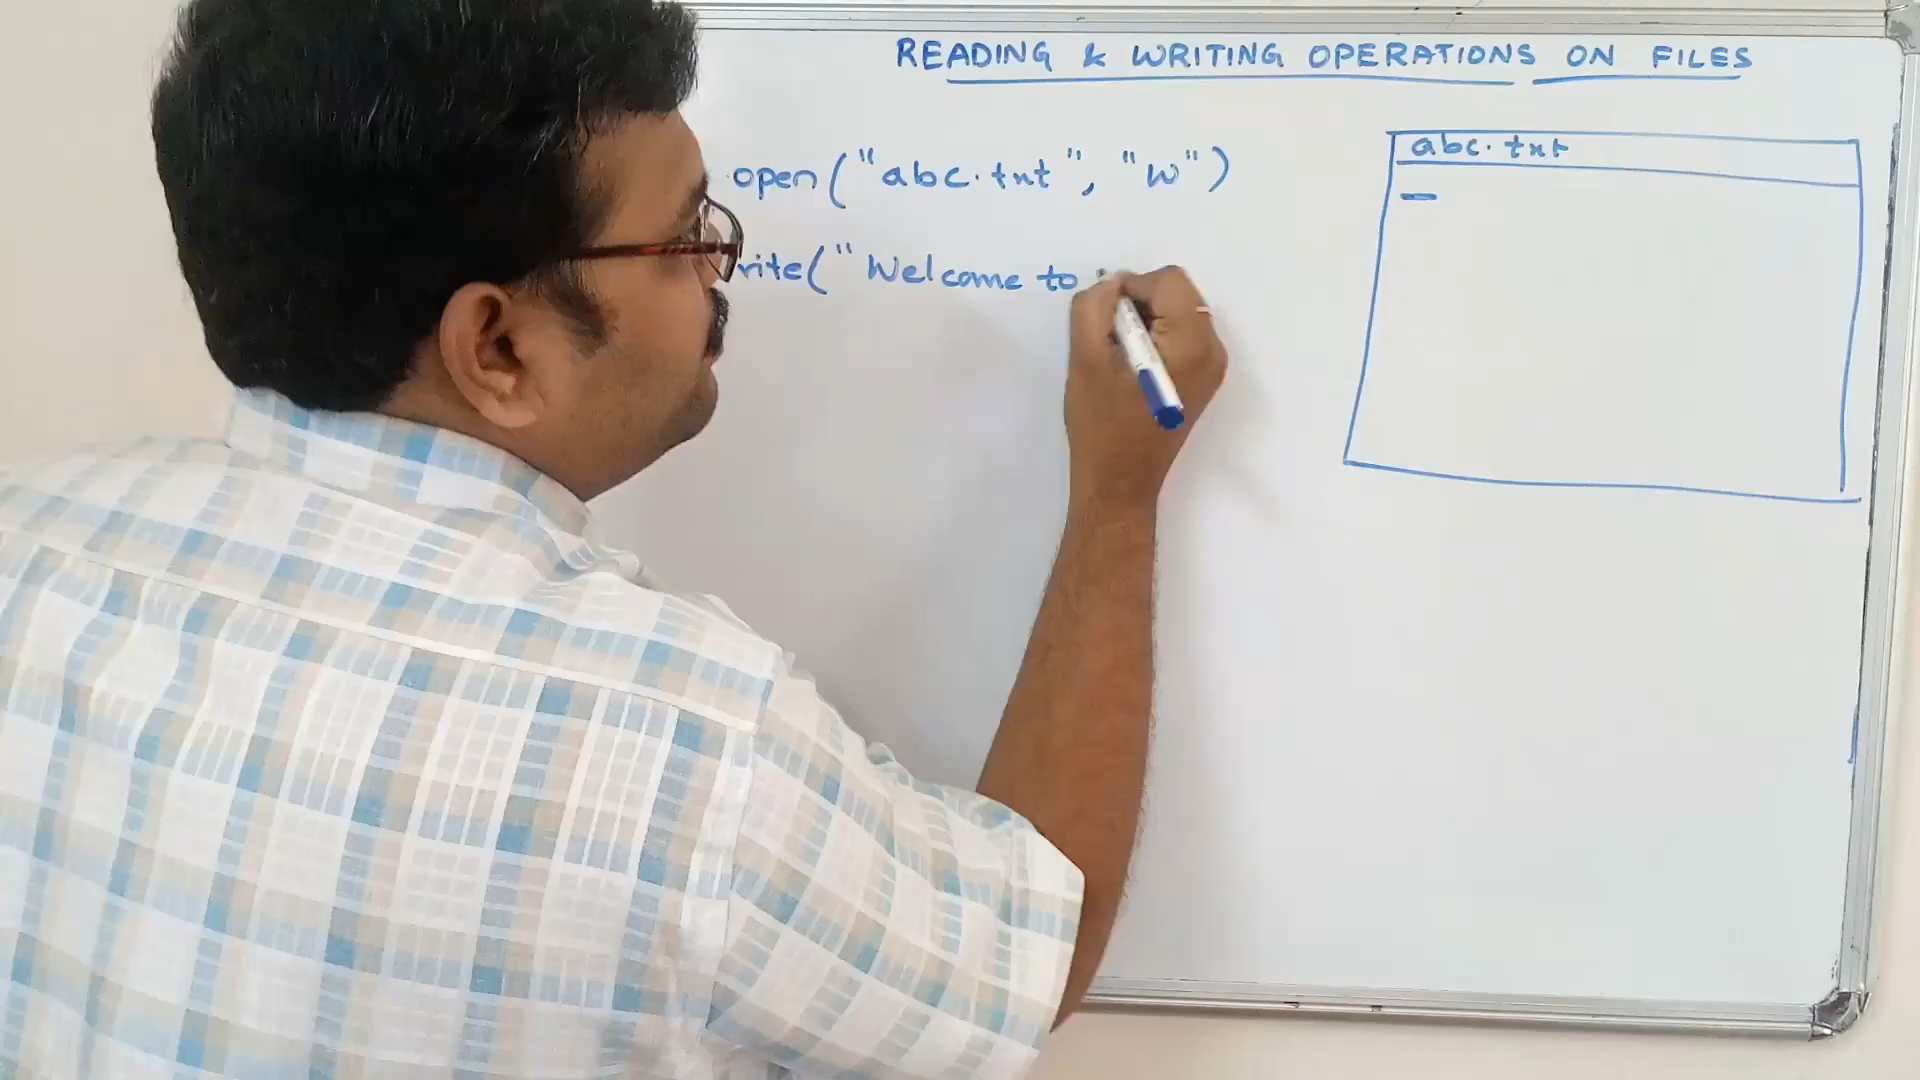 READING & WRITING OPERATIONS ON FILES
open("abc.txt", "w")
rite("Welcome to
abc.txt